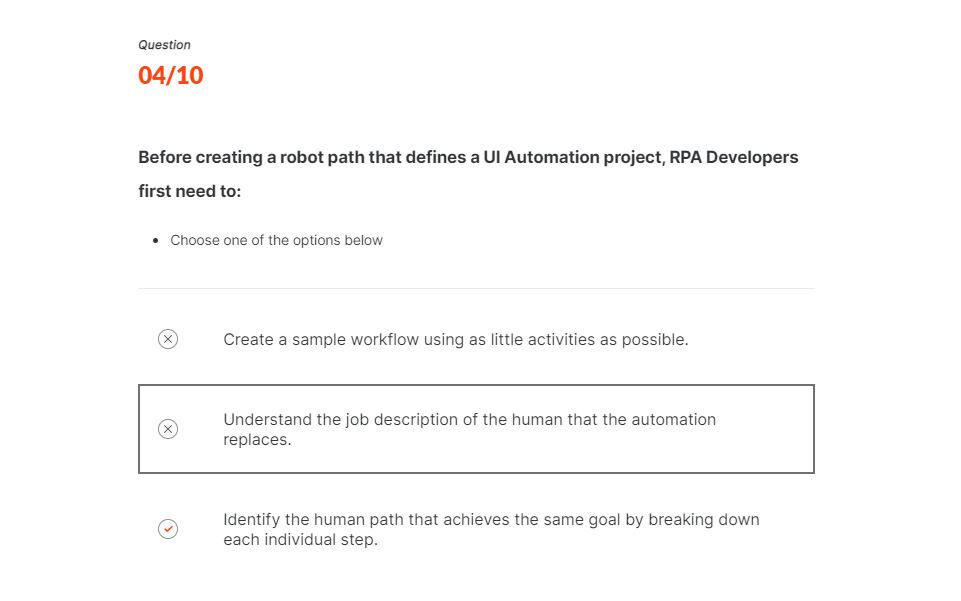 Question
04/10
Before creating a robot path that defines a UI Automation project, RPA Developers
first need to:
Choose one of the options below
Create a sample workflow using as little activities as possible.
Understand the job description of the human that the automation
replaces.
Identify the human path that achieves the same goal by breaking down
each individual step.